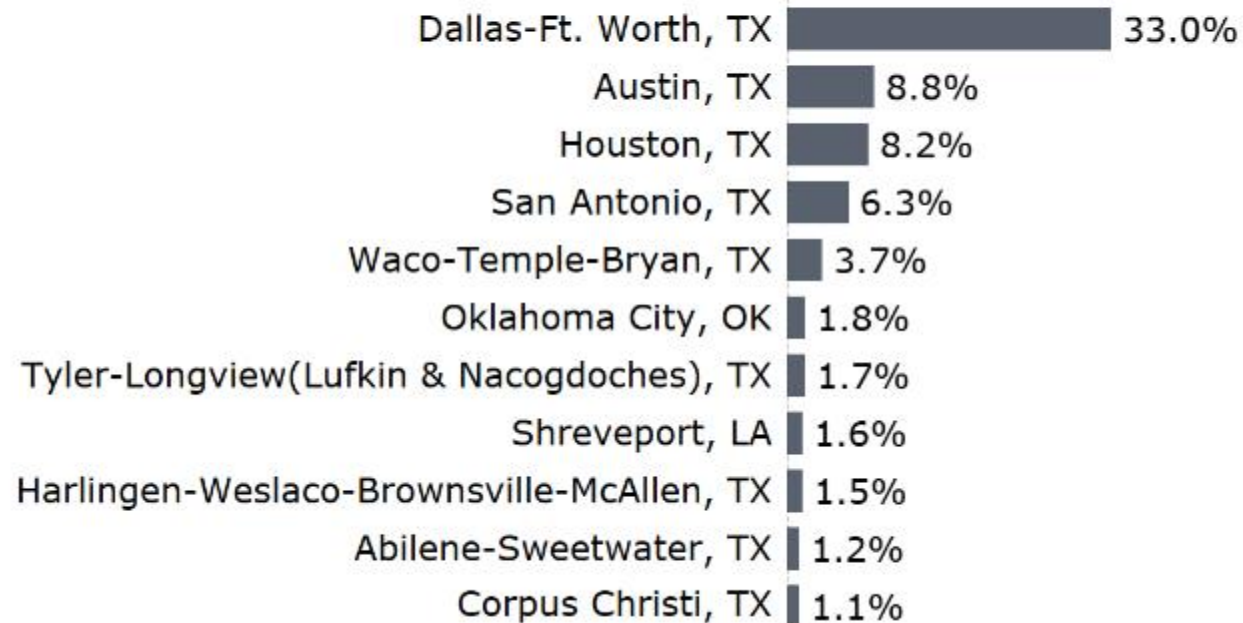 Dallas-Ft. Worth, TX 33.0%
Austin, TX 8.8%
Houston, TX 8.2%
San Antonio, TX 6.3%
Waco-Temple-Bryan, TX 3.7%
Oklahoma City, OK 1.8%
Tyler-Longview(Lufkin & Nacogdoches), TX 1.7%
Shreveport, LA 1.6%
Harlingen-Weslaco-Brownsville-McAllen, TX 1.5%
Abilene-Sweetwater, TX 1.2%
Corpus Christi, TX 1.1%